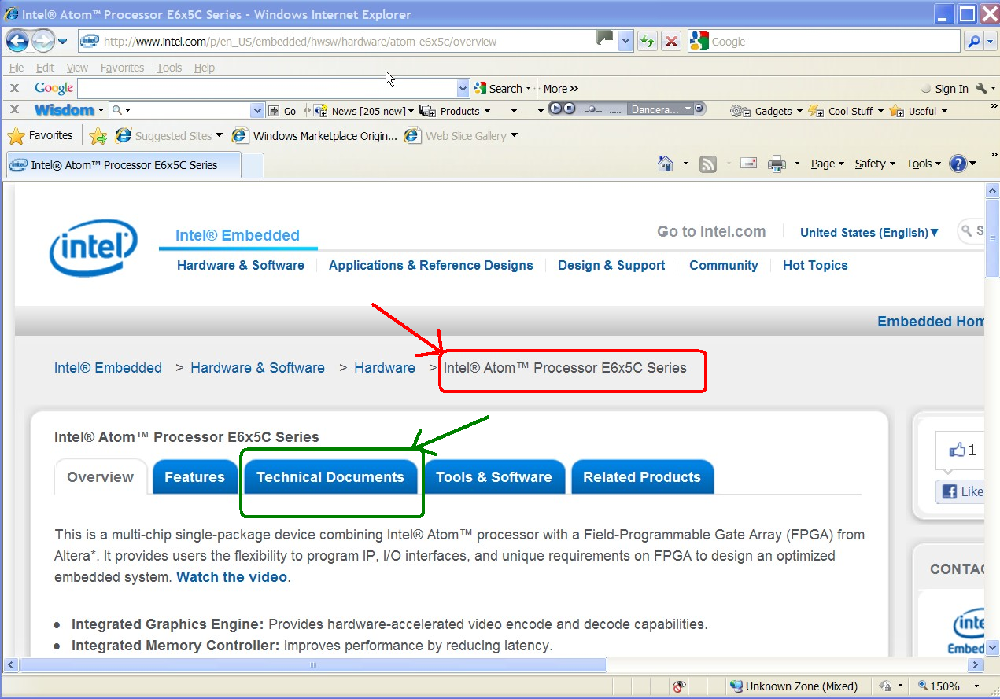 Intel® Atom™ Processor E6x5C Series - Windows Internet Explorer
http://www.intel.com/p/en_US/embedded/hwsw/hardware/atom-e6x5c/overview
Google
File Edit View Favorites Tools Help
X Google Search More »
Sign In
X Wisdom Go News [205 new] Products Dancera... Gadgets Cool Stuff Useful
Favorites Suggested Sites Windows Marketplace Origin... Web Slice Gallery
Intel® Atom™ Processor E6x5C Series
Page Safety Tools
intel
Intel® Embedded
Go to Intel.com
United States (English)▼
S
Hardware & Software
Applications & Reference Designs
Design & Support
Community
Hot Topics
Embedded Hom
Intel® Embedded > Hardware & Software > Hardware > Intel® Atom™ Processor E6x5C Series
Intel® Atom™ Processor E6x5C Series
Overview Features Technical Documents Tools & Software Related Products
1
Like
This is a multi-chip single-package device combining Intel® Atom™ processor with a Field-Programmable Gate Array (FPGA) from
Altera*. It provides users the flexibility to program IP, I/O interfaces, and unique requirements on FPGA to design an optimized
embedded system. Watch the video.
CONTAC
• Integrated Graphics Engine: Provides hardware-accelerated video encode and decode capabilities.
• Integrated Memory Controller: Improves performance by reducing latency.
(inte
Embed
Unknown Zone (Mixed)
150%